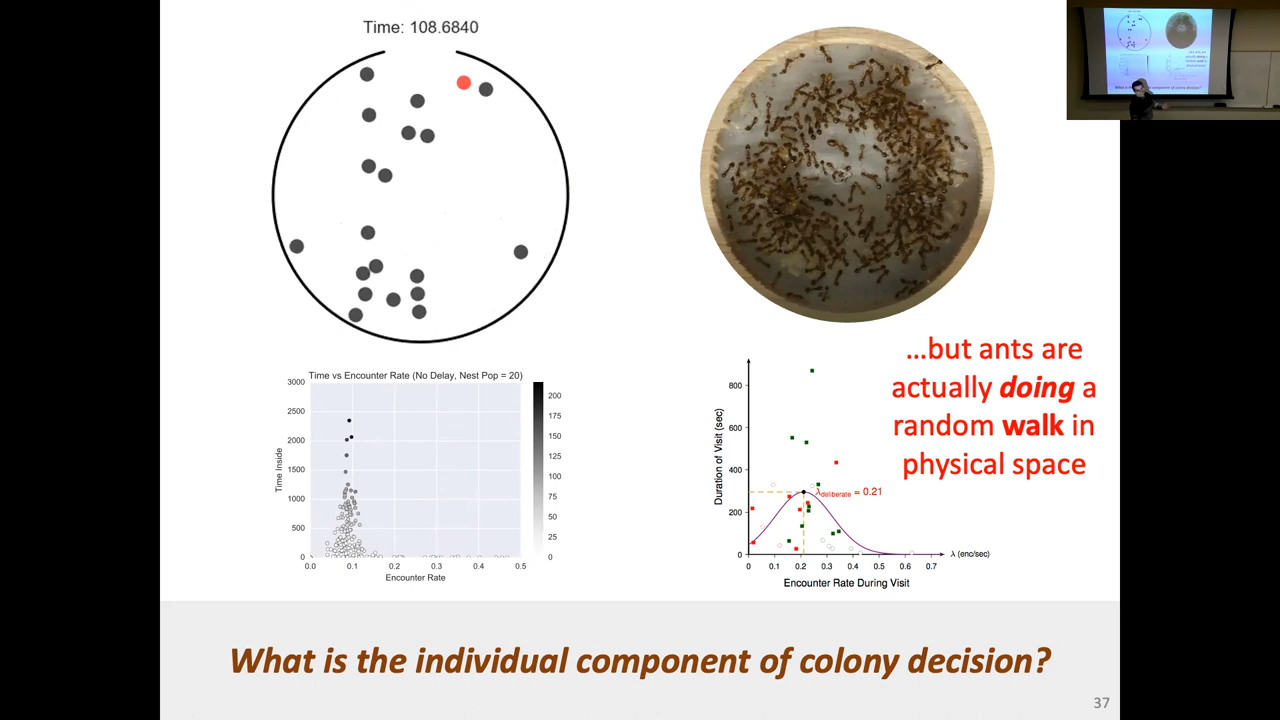 Time: 108.6840
Time vs Encounter Rate (No Delay, Nest Pop = 20)
3000
2500
2000
1500
1000
500
0
Time Inside
0.0 0.1 0.2 0.3 0.4 0.5
Encounter Rate
200
175
150
125
100
75
50
25
0
800
600
400
200
0
Duration of Visit (sec)
λdeliberate = 0.21
λ (enc/sec)
0 0.1 0.2 0.3 0.4 0.5 0.6 0.7
Encounter Rate During Visit
...but ants are
actually doing a
random walk in
physical space
What is the individual component of colony decision?
37